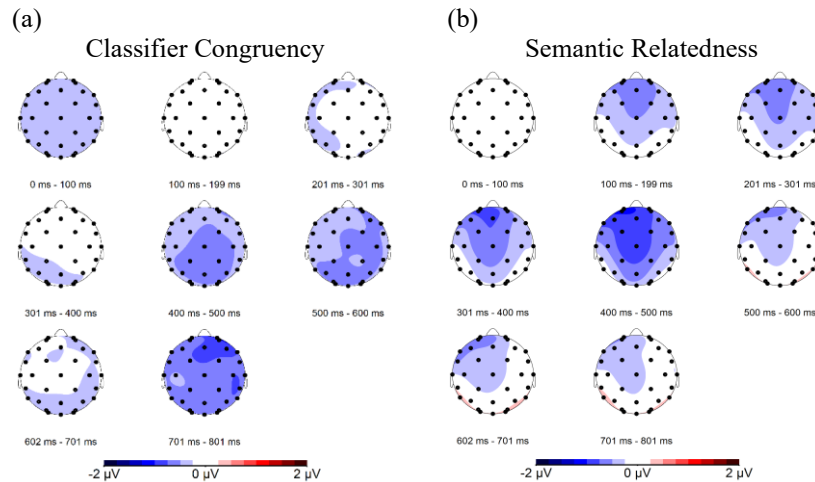 (a)
Classifier Congruency
0 ms - 100 ms
100 ms - 199 ms
201 ms - 301 ms
301 ms - 400 ms
400 ms - 500 ms
500 ms - 600 ms
602 ms - 701 ms
701 ms - 801 ms
-2 µV
0 µV
2 µV
(b)
Semantic Relatedness
0 ms - 100 ms
100 ms - 199 ms
201 ms - 301 ms
301 ms - 400 ms
400 ms - 500 ms
500 ms - 600 ms
602 ms - 701 ms
701 ms - 801 ms
-2 µV
0 µV
2 µV